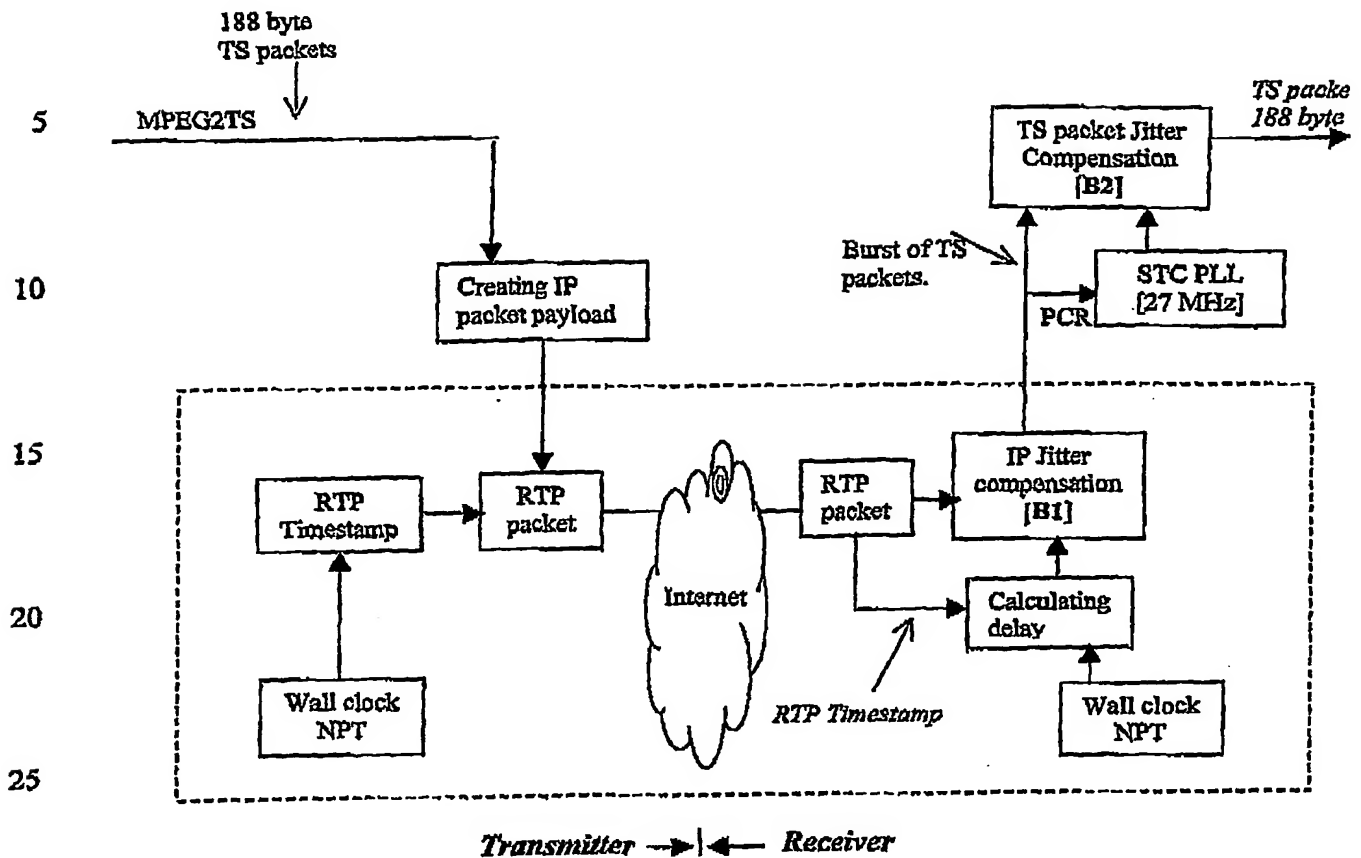 188 byte
TS packets
5
MPEG2TS
TS packet Jitter
Compensation
[B2]
TS packe
188 byte
Burst of TS
packets.
10
Creating IP
packet payload
STC PLL
[27 MHz]
PCR
15
RTP
Timestamp
RTP
packet
RTP
packet
IP Jitter
compensation
[B1]
20
Internet
Calculating
delay
Wall clock
NPT
RTP Timestamp
Wall clock
NPT
25
Transmitter
Receiver